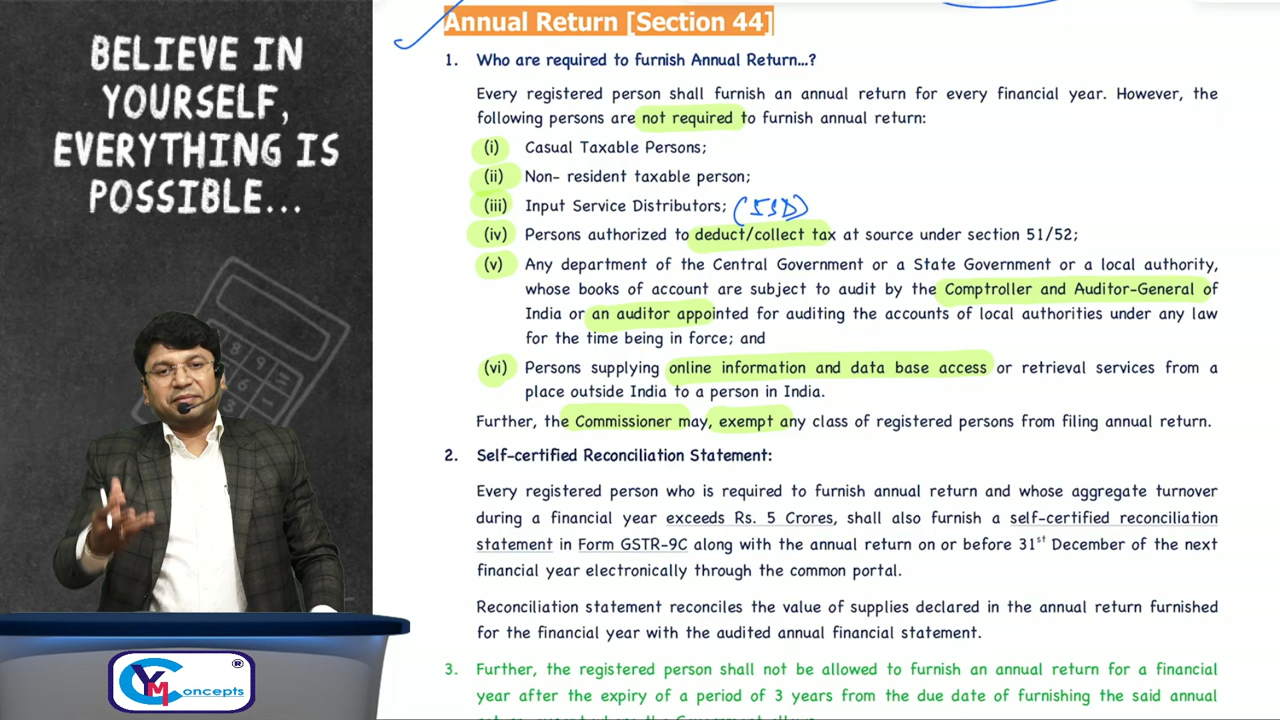 BELIEVE IN
YOURSELF,
EVERYTHING IS
POSSIBLE...
YM Concepts ®
Annual Return [Section 44]
1. Who are required to furnish Annual Return...?
Every registered person shall furnish an annual return for every financial year. However, the
following persons are not required to furnish annual return:
(i) Casual Taxable Persons;
(ii) Non- resident taxable person;
(iii) Input Service Distributors; (ISD)
(iv) Persons authorized to deduct/collect tax at source under section 51/52;
(v) Any department of the Central Government or a State Government or a local authority,
whose books of account are subject to audit by the Comptroller and Auditor-General of
India or an auditor appointed for auditing the accounts of local authorities under any law
for the time being in force; and
(vi) Persons supplying online information and data base access or retrieval services from a
place outside India to a person in India.
Further, the Commissioner may, exempt any class of registered persons from filing annual return.
2. Self-certified Reconciliation Statement:
Every registered person who is required to furnish annual return and whose aggregate turnover
during a financial year exceeds Rs. 5 Crores, shall also furnish a self-certified reconciliation
statement in Form GSTR-9C along with the annual return on or before 31st December of the next
financial year electronically through the common portal.
Reconciliation statement reconciles the value of supplies declared in the annual return furnished
for the financial year with the audited annual financial statement.
3. Further, the registered person shall not be allowed to furnish an annual return for a financial
year after the expiry of a period of 3 years from the due date of furnishing the said annual